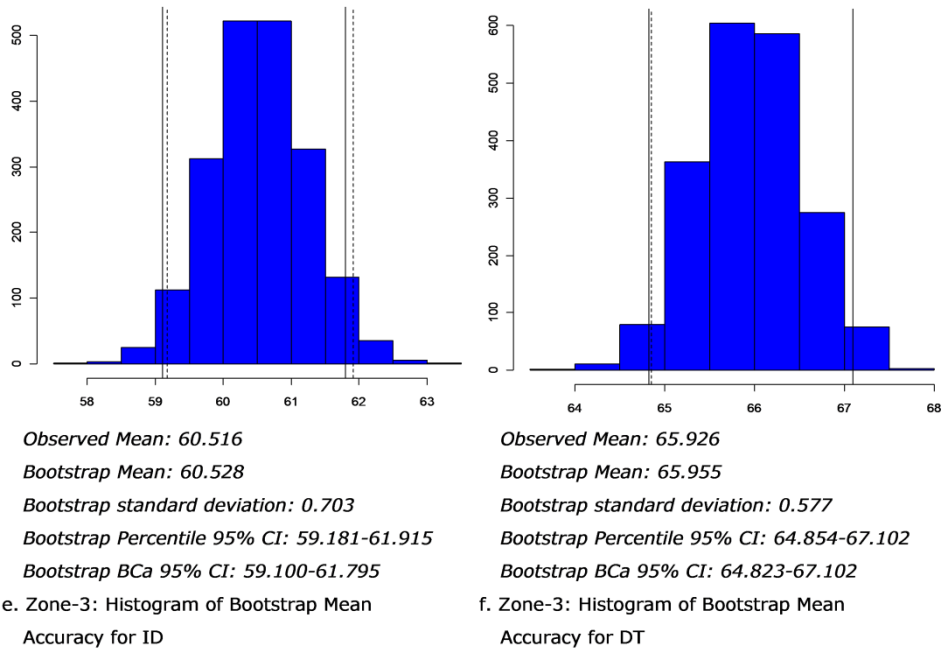 500
400
300
200
100
0
58 59 60 61 62 63
Observed Mean: 60.516
Bootstrap Mean: 60.528
Bootstrap standard deviation: 0.703
Bootstrap Percentile 95% CI: 59.181-61.915
Bootstrap BCa 95% CI: 59.100-61.795
e. Zone-3: Histogram of Bootstrap Mean
Accuracy for ID
600
500
400
300
200
100
0
64 65 66 67 68
Observed Mean: 65.926
Bootstrap Mean: 65.955
Bootstrap standard deviation: 0.577
Bootstrap Percentile 95% CI: 64.854-67.102
Bootstrap BCa 95% CI: 64.823-67.102
f. Zone-3: Histogram of Bootstrap Mean
Accuracy for DT